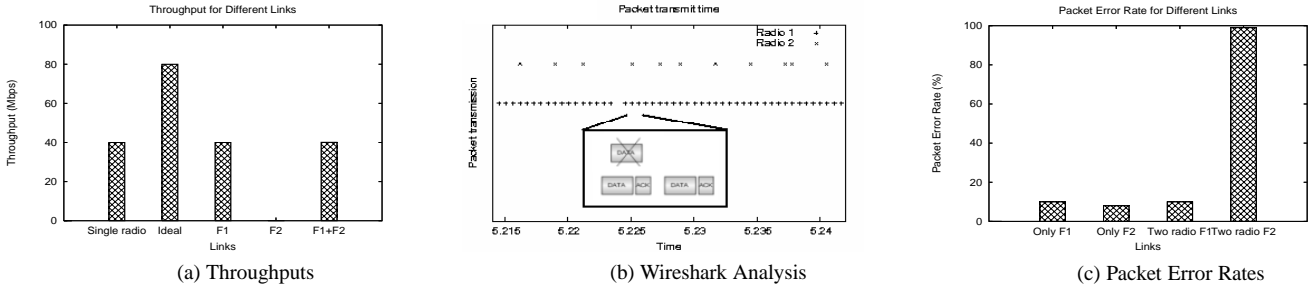 Throughput for Different Links
Throughput (Mbps)
100
80
60
40
20
0
Single radio Ideal F1 F2 F1+F2
Links
(a) Throughputs
Packet transmit time
Packet transmission
Radio 1 +
Radio 2 ×
DATA
DATA ACK DATA ACK
5.215 5.22 5.225 5.23 5.235 5.24
Time
(b) Wireshark Analysis
Packet Error Rate for Different Links
Packet Error Rate (%)
100
80
60
40
20
0
Only F1 Only F2 Two radio F1 Two radio F2
Links
(c) Packet Error Rates